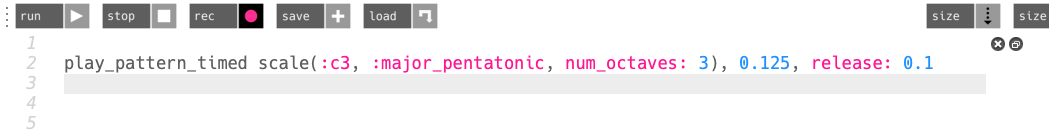 run stop rec save load size size
1
2 play_pattern_timed scale(:c3, :major_pentatonic, num_octaves: 3), 0.125, release: 0.1
3
4
5